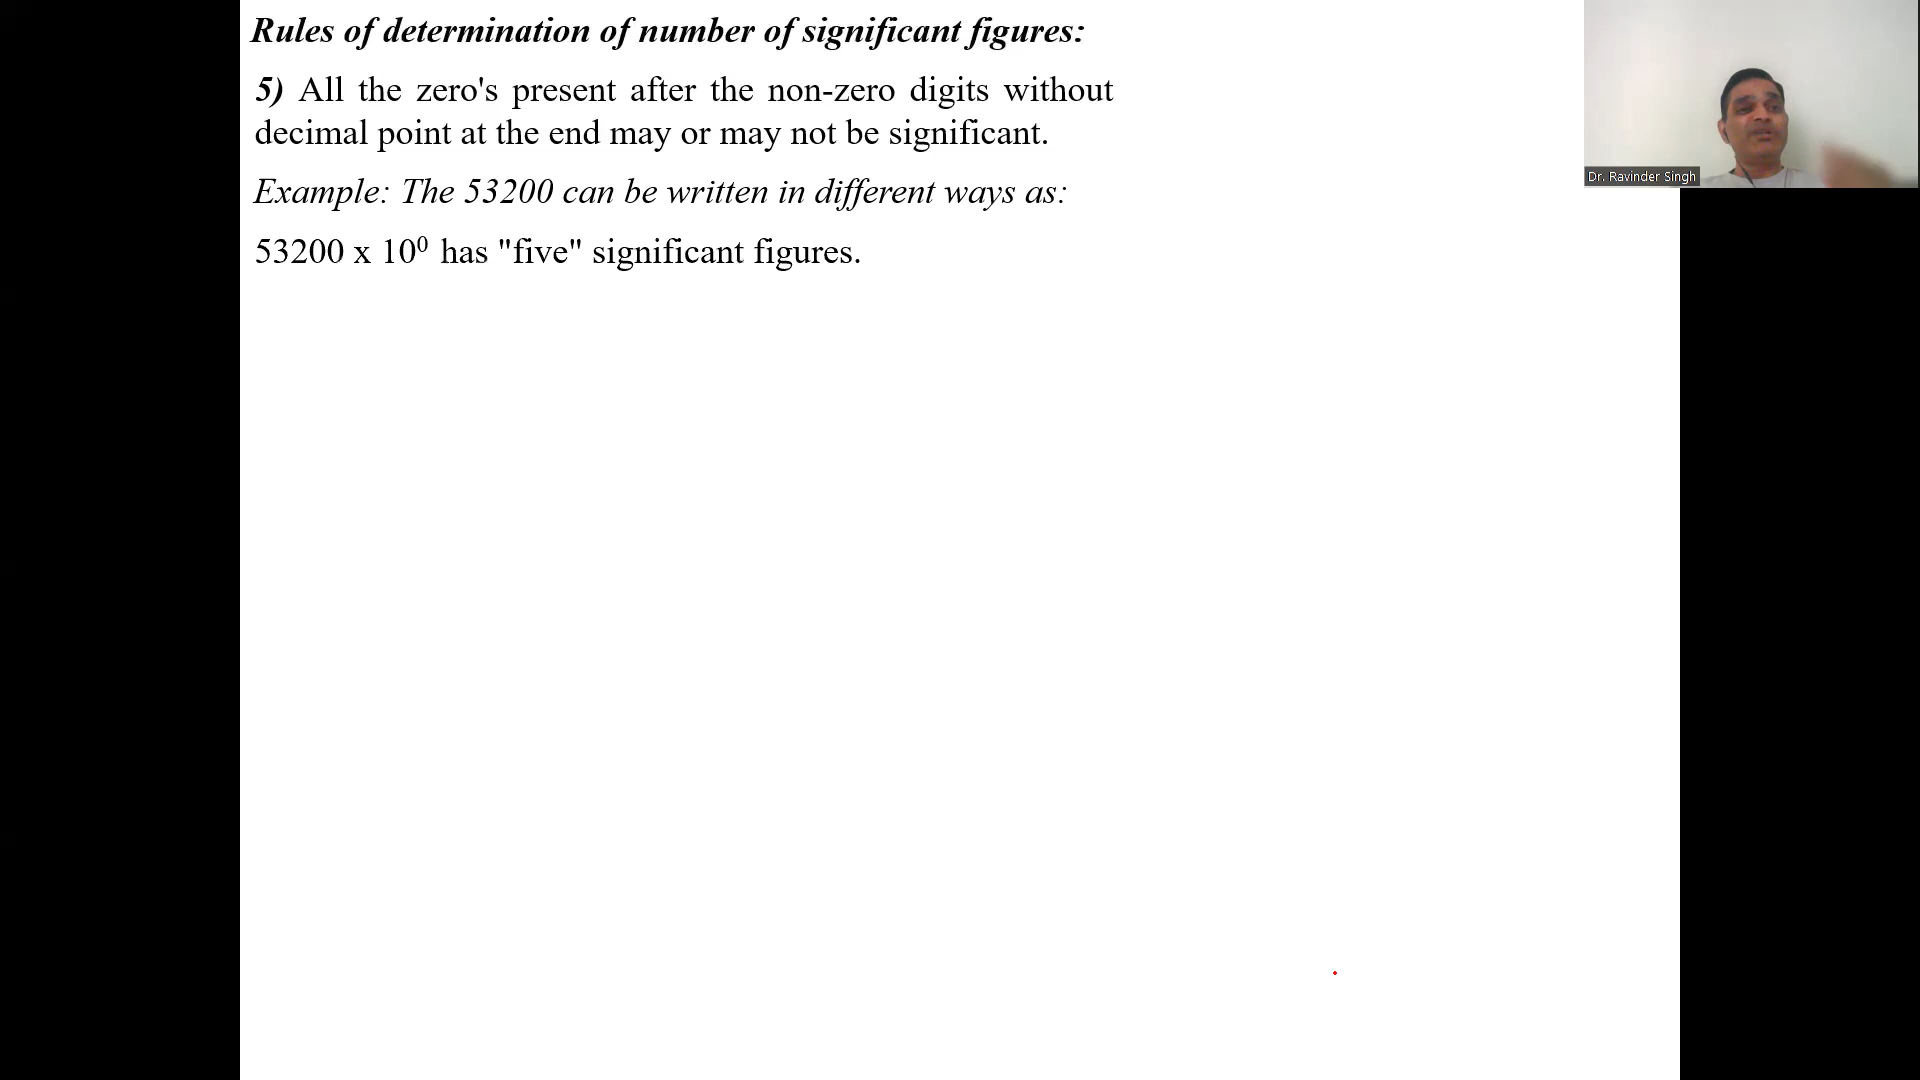 Rules of determination of number of significant figures:
5) All the zero's present after the non-zero digits without
decimal point at the end may or may not be significant.
Example: The 53200 can be written in different ways as:
53200 x 10⁰ has "five" significant figures.
Dr. Ravinder Singh